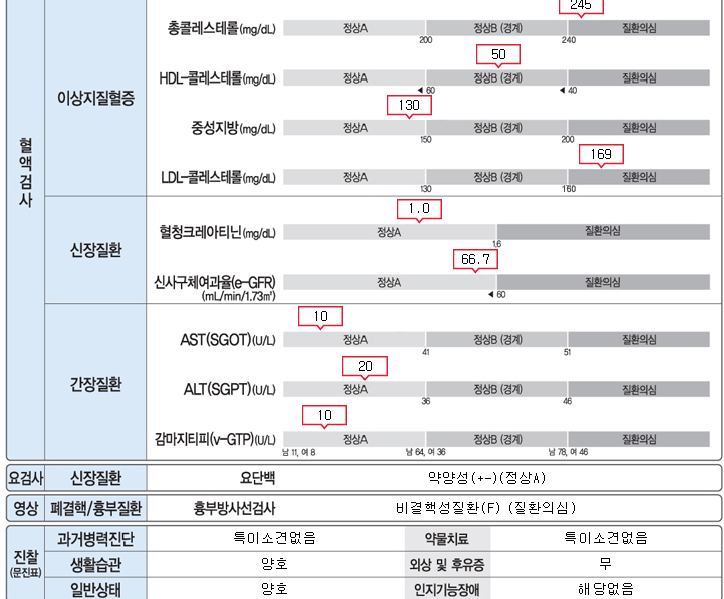 245
총콜레스테롤(mg/dL) 정상A 정상B (경계) 질환의심
200 240
50
HDL-콜레스테롤(mg/dL) 정상A 정상B (경계) 질환의심
◀ 60 ◀ 40
이상지질혈증
130
중성지방(mg/dL) 정상A 정상B (경계) 질환의심
150 200
169
LDL-콜레스테롤(mg/dL) 정상A 정상B (경계) 질환의심
130 160
혈액검사
1.0
혈청크레아티닌(mg/dL) 정상A 질환의심
1.6
신장질환
66.7
신사구체여과율(e-GFR) 정상A 질환의심
(mL/min/1.73㎡) ◀ 60
10
AST(SGOT)(U/L) 정상A 정상B (경계) 질환의심
41 51
간장질환
20
ALT(SGPT)(U/L) 정상A 정상B (경계) 질환의심
36 46
10
감마지티피(γ-GTP)(U/L) 정상A 정상B (경계) 질환의심
남 11, 여 8 남 64, 여 36 남 78, 여 46
요검사 신장질환 요단백 약양성(+-)(정상A)
영상 폐결핵/흉부질환 흉부방사선검사 비결핵성질환(F) (질환의심)
진찰
(문진표)
과거병력진단 특이소견없음 약물치료 특이소견없음
생활습관 양호 외상 및 후유증 무
일반상태 양호 인지기능장애 해당없음